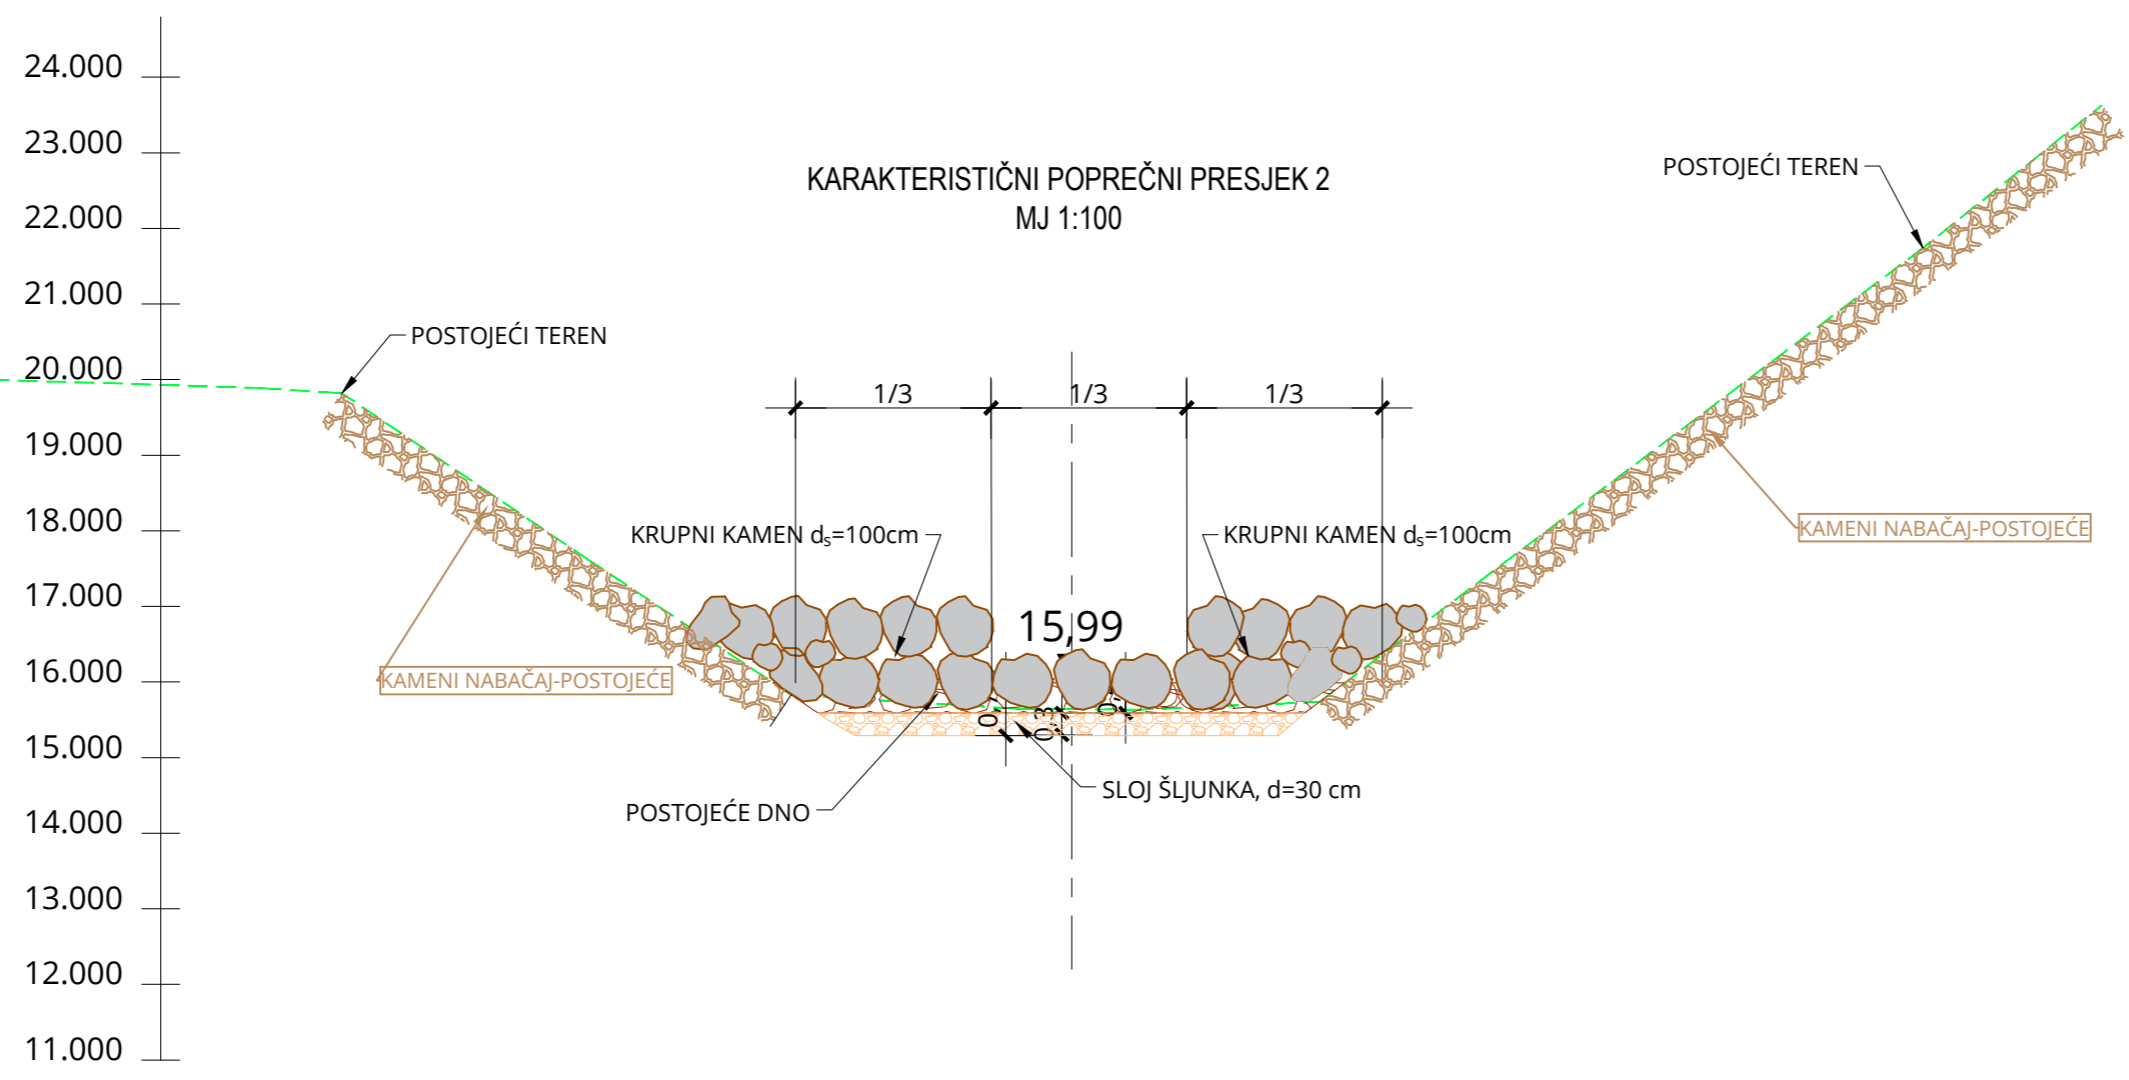 24.000
23.000
22.000
21.000
20.000
19.000
18.000
17.000
16.000
15.000
14.000
13.000
12.000
11.000
KARAKTERISTIČNI POPREČNI PRESJEK 2
MJ 1:100
POSTOJEĆI TEREN
POSTOJEĆI TEREN
1/3
1/3
1/3
KRUPNI KAMEN dₛ=100cm
KRUPNI KAMEN dₛ=100cm
KAMENI NABAČAJ-POSTOJEĆE
15,99
KAMENI NABAČAJ-POSTOJEĆE
0,3
SLOJ ŠLJUNKA, d=30 cm
POSTOJEĆE DNO